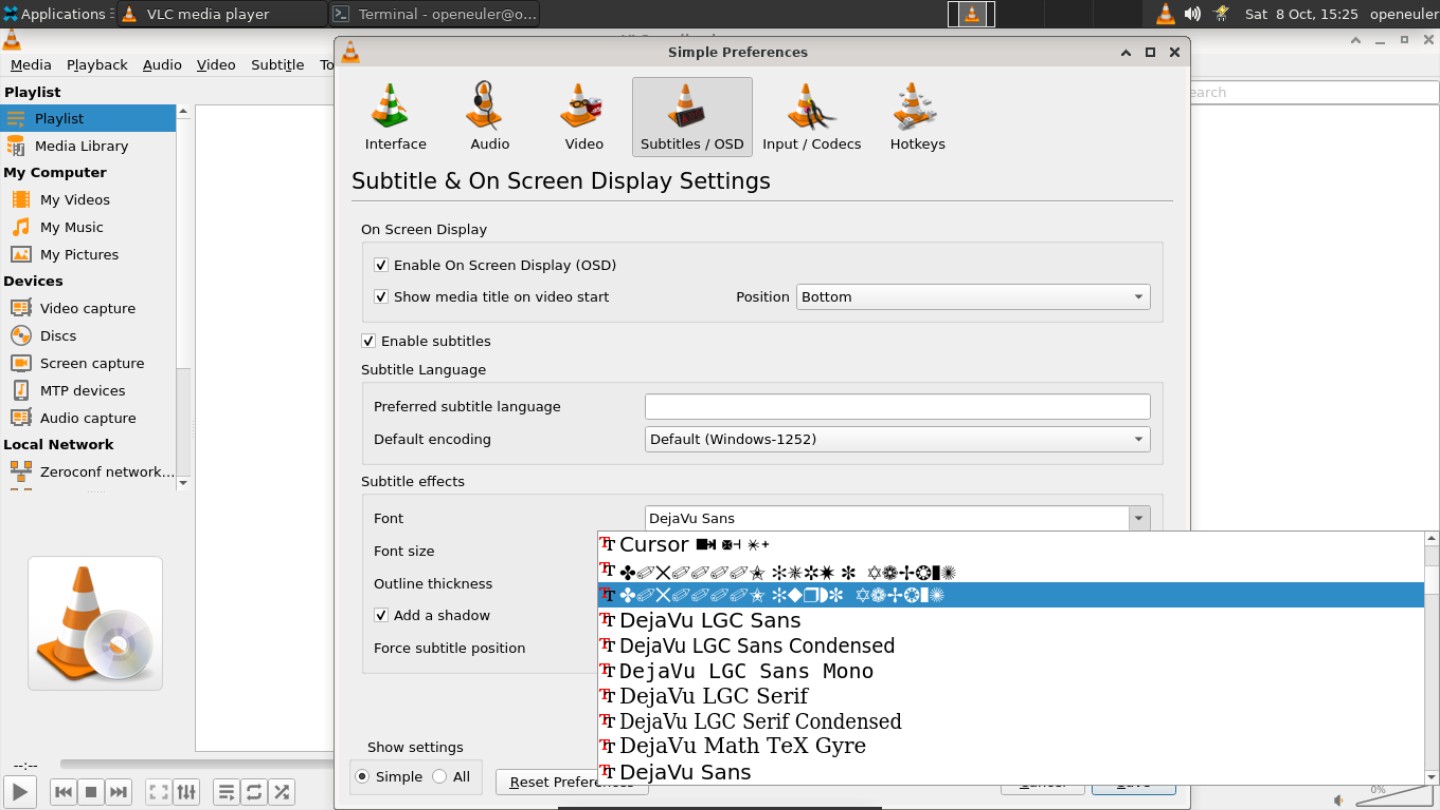 Applications
VLC media player
Terminal - openeuler@o...
Sat 8 Oct, 15:25
openeuler
Simple Preferences
Media Playback Audio Video Subtitle To
earch
Playlist
Playlist
Media Library
My Computer
My Videos
My Music
My Pictures
Devices
Video capture
Discs
Screen capture
MTP devices
Audio capture
Local Network
Zeroconf network...
Interface
Audio
Video
Subtitles / OSD
Input / Codecs
Hotkeys
Subtitle & On Screen Display Settings
On Screen Display
Enable On Screen Display (OSD)
Show media title on video start
Position
Bottom
Enable subtitles
Subtitle Language
Preferred subtitle language
Default encoding
Default (Windows-1252)
Subtitle effects
Font
DejaVu Sans
Font size
Outline thickness
Add a shadow
Force subtitle position
Cursor
DejaVu LGC Sans
DejaVu LGC Sans Condensed
DejaVu LGC Sans Mono
DejaVu LGC Serif
DejaVu LGC Serif Condensed
DejaVu Math TeX Gyre
DejaVu Sans
Show settings
Simple
All
Reset Preferences
--:--
0%